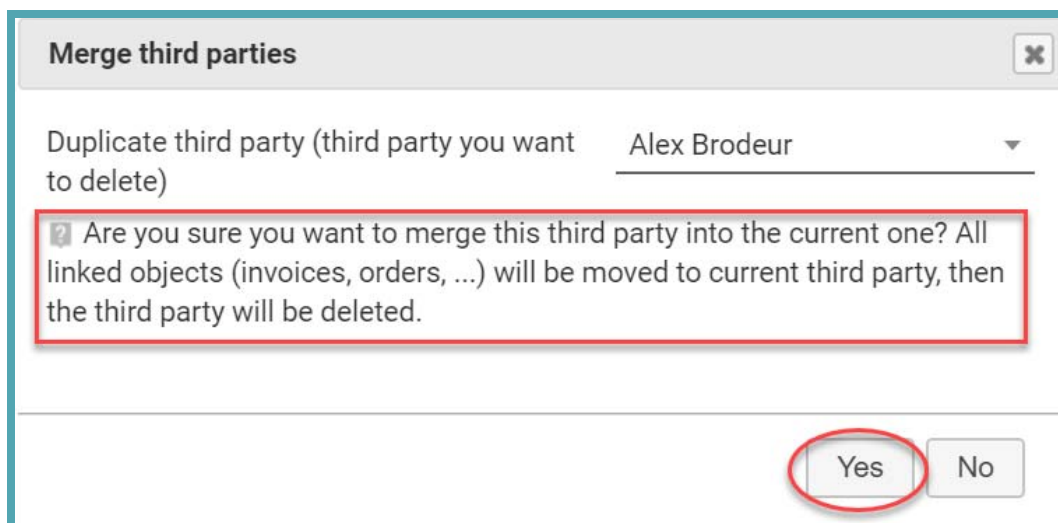 Merge third parties
Duplicate third party (third party you want
to delete)
Alex Brodeur
Are you sure you want to merge this third party into the current one? All
linked objects (invoices, orders, ...) will be moved to current third party, then
the third party will be deleted.
Yes
No